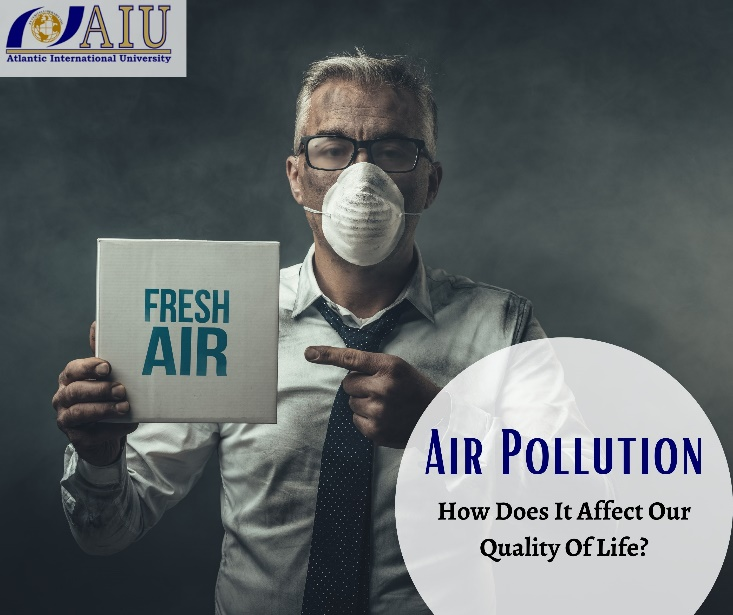 AIU
Atlantic International University
FRESH
AIR
Air Pollution
How Does It Affect Our
Quality Of Life?